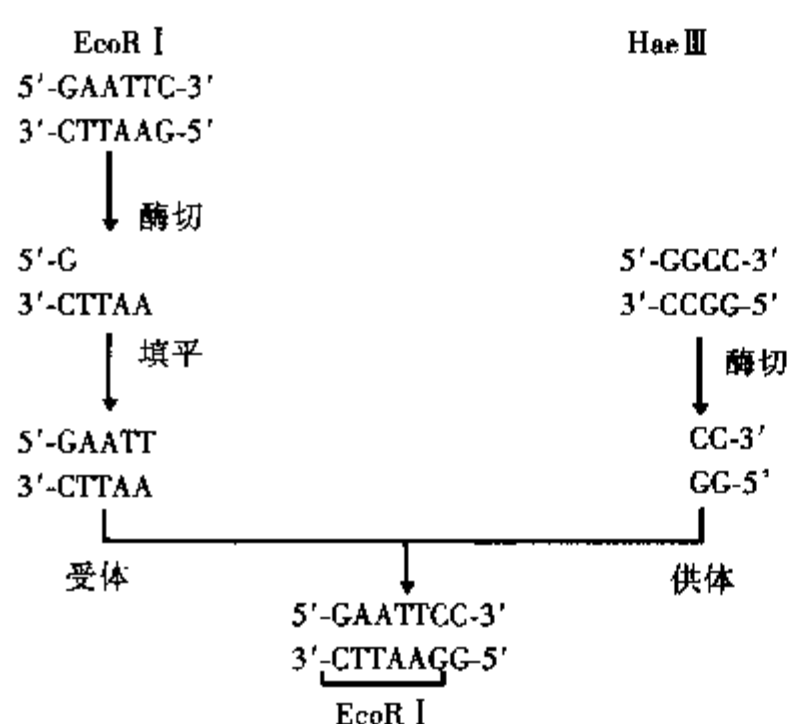 EcoR Ⅰ
Hae Ⅲ
5′-GAATTC-3′
3′-CTTAAG-5′
酶切
5′-G
3′-CTTAA
5′-GGCC-3′
3′-CCGG-5′
填平
酶切
5′-GAATT
3′-CTTAA
CC-3′
GG-5′
受体
供体
5′-GAATTCC-3′
3′-CTTAAGG-5′
EcoR Ⅰ